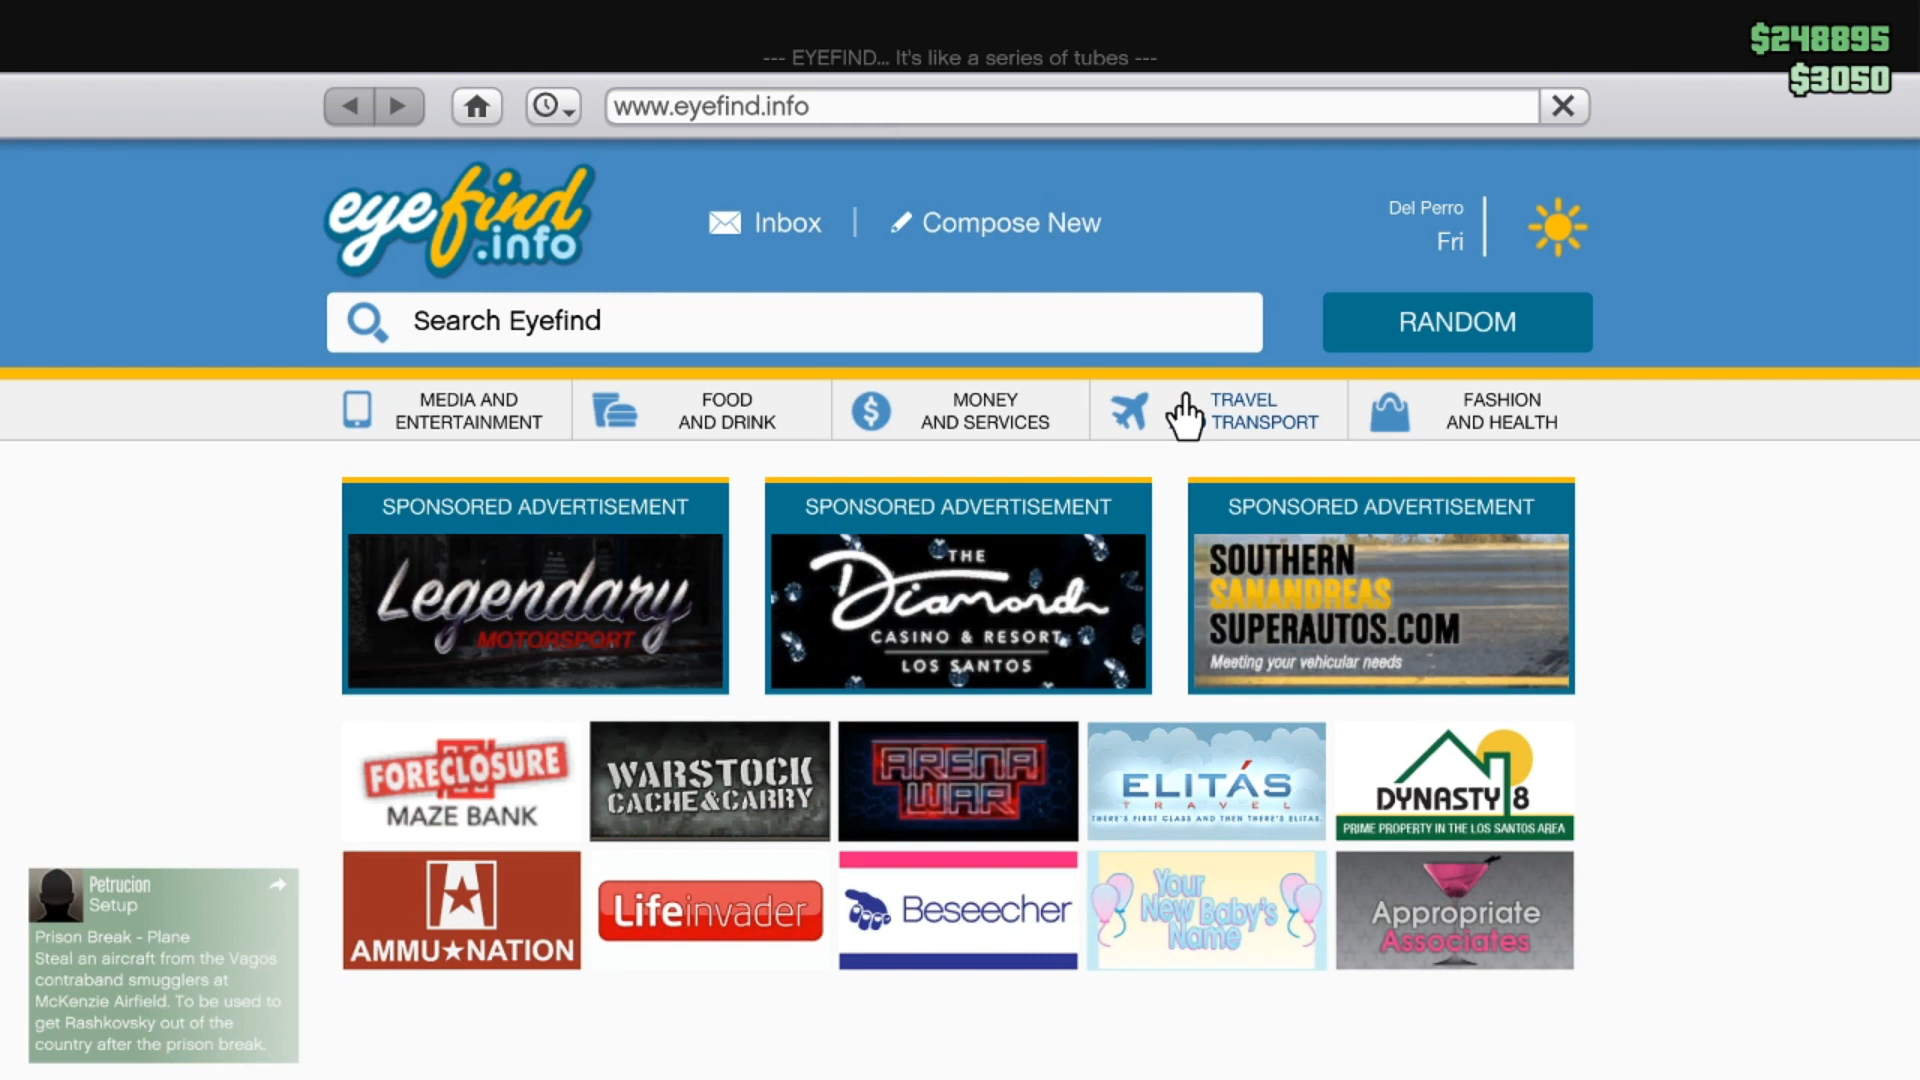 --- EYEFIND... It's like a series of tubes ---
$248895
$3050
www.eyefind.info
eyefind
.info
Inbox
Compose New
Del Perro
Fri
Search Eyefind
RANDOM
MEDIA AND
ENTERTAINMENT
FOOD
AND DRINK
MONEY
AND SERVICES
TRAVEL
TRANSPORT
FASHION
AND HEALTH
SPONSORED ADVERTISEMENT
Legendary
MOTORSPORT
SPONSORED ADVERTISEMENT
THE
Diamond
CASINO & RESORT
LOS SANTOS
SPONSORED ADVERTISEMENT
SOUTHERN
SANANDREAS
SUPERAUTOS.COM
Meeting your vehicular needs
FORECLOSURE
MAZE BANK
WARSTOCK
CACHE&CARRY
ARENA
WAR
ELITÁS
TRAVEL
THERE'S FIRST CLASS AND THEN THERE'S ELITAS.
DYNASTY 8
PRIME PROPERTY IN THE LOS SANTOS AREA
AMMU★NATION
Lifeinvader
Beseecher
Your
New Baby's
Name
Appropriate
Associates
Petrucion
Setup
Prison Break - Plane
Steal an aircraft from the Vagos
contraband smugglers at
McKenzie Airfield. To be used to
get Rashkovsky out of the
country after the prison break.